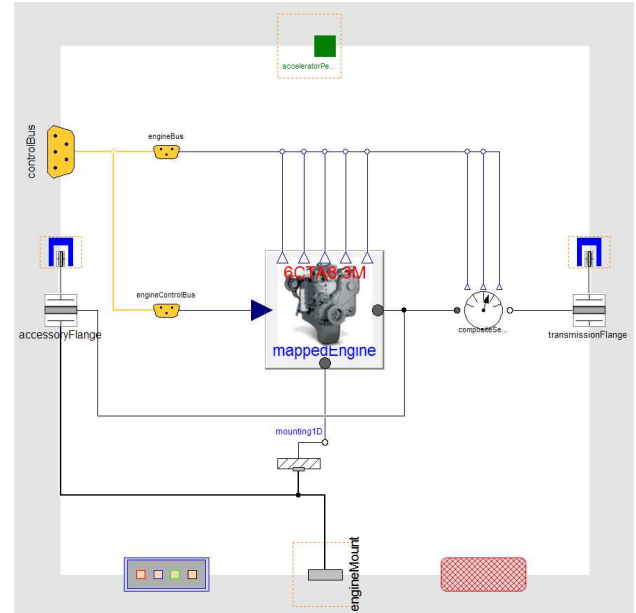 acceleratorPe...
controlBus
engineBus
6CTA8.3M
engineControlBus
mappedEngine
compositeSe...
accessoryFlange
transmissionFlange
mounting1D
engineMount